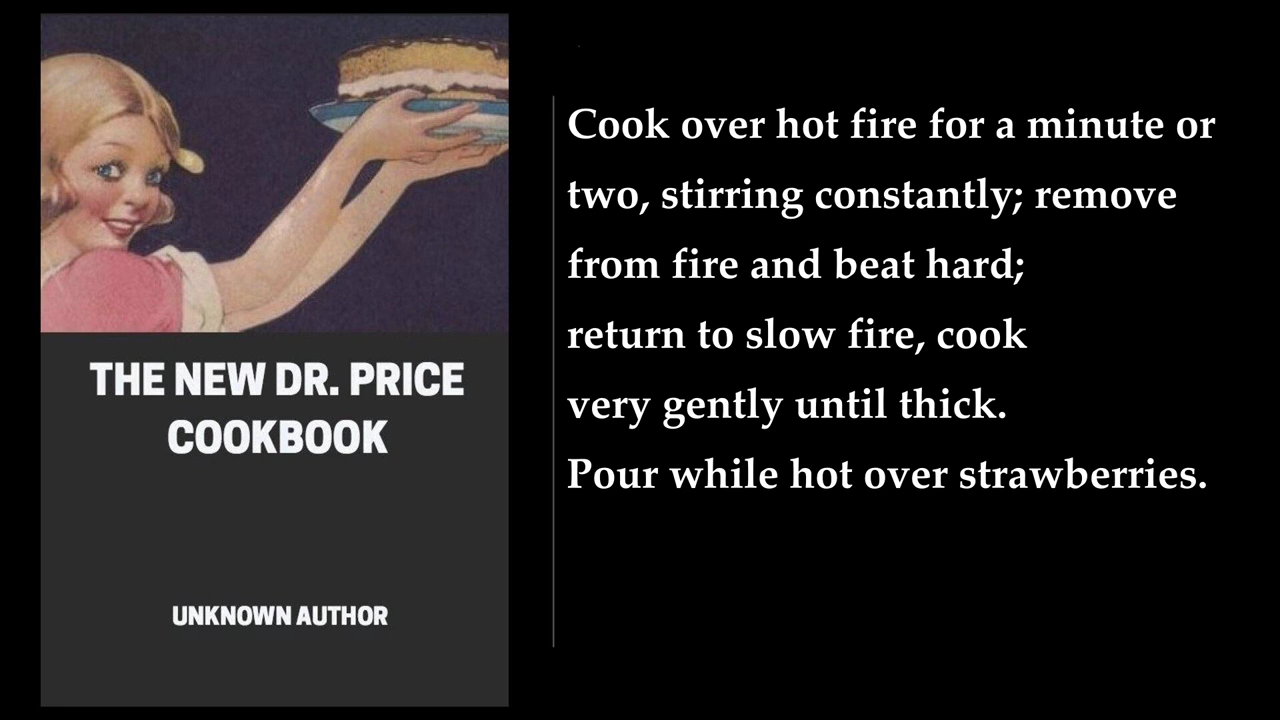 THE NEW DR. PRICE
COOKBOOK
UNKNOWN AUTHOR
Cook over hot fire for a minute or
two, stirring constantly; remove
from fire and beat hard;
return to slow fire, cook
very gently until thick.
Pour while hot over strawberries.